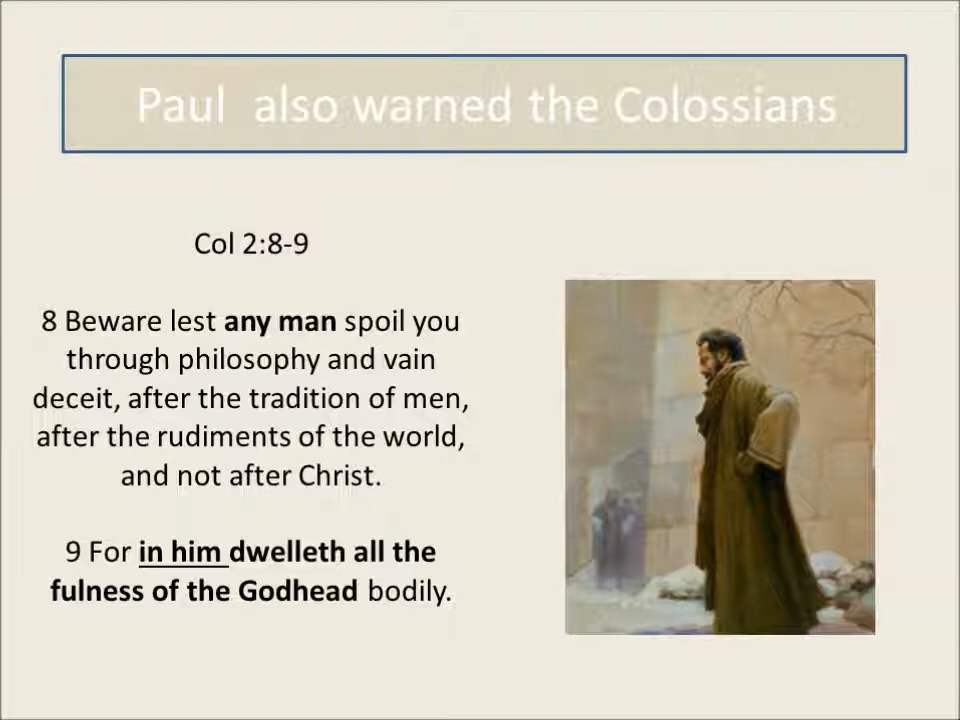 Paul  also warned the Colossians
Col 2:8-9
8 Beware lest any man spoil you
through philosophy and vain
deceit, after the tradition of men,
after the rudiments of the world,
and not after Christ.
9 For in him dwelleth all the
fulness of the Godhead bodily.